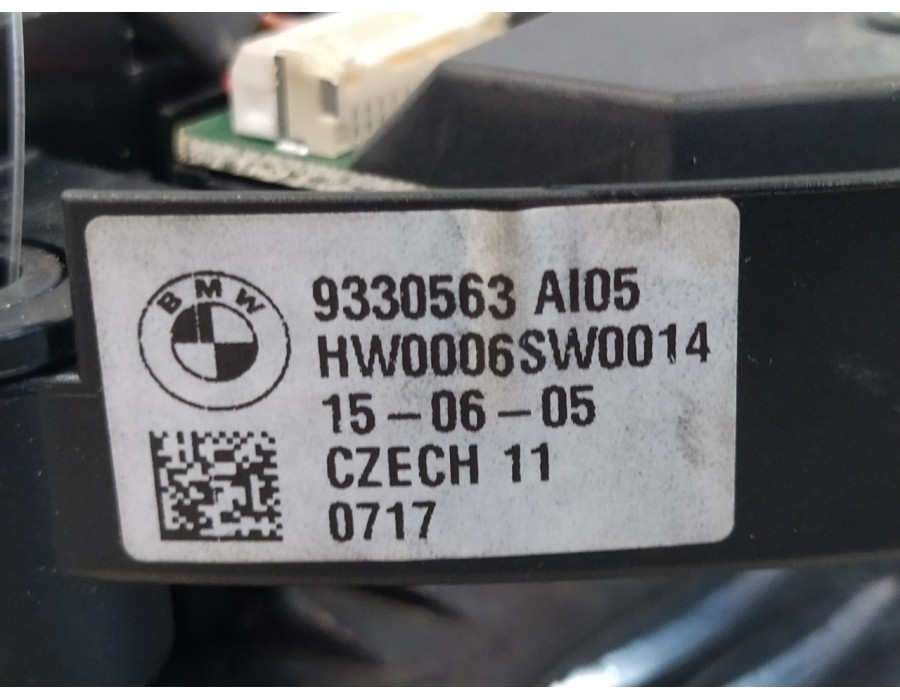 BMW
9330563 AI05
HW0006SW0014
15-06-05
CZECH 11
0717